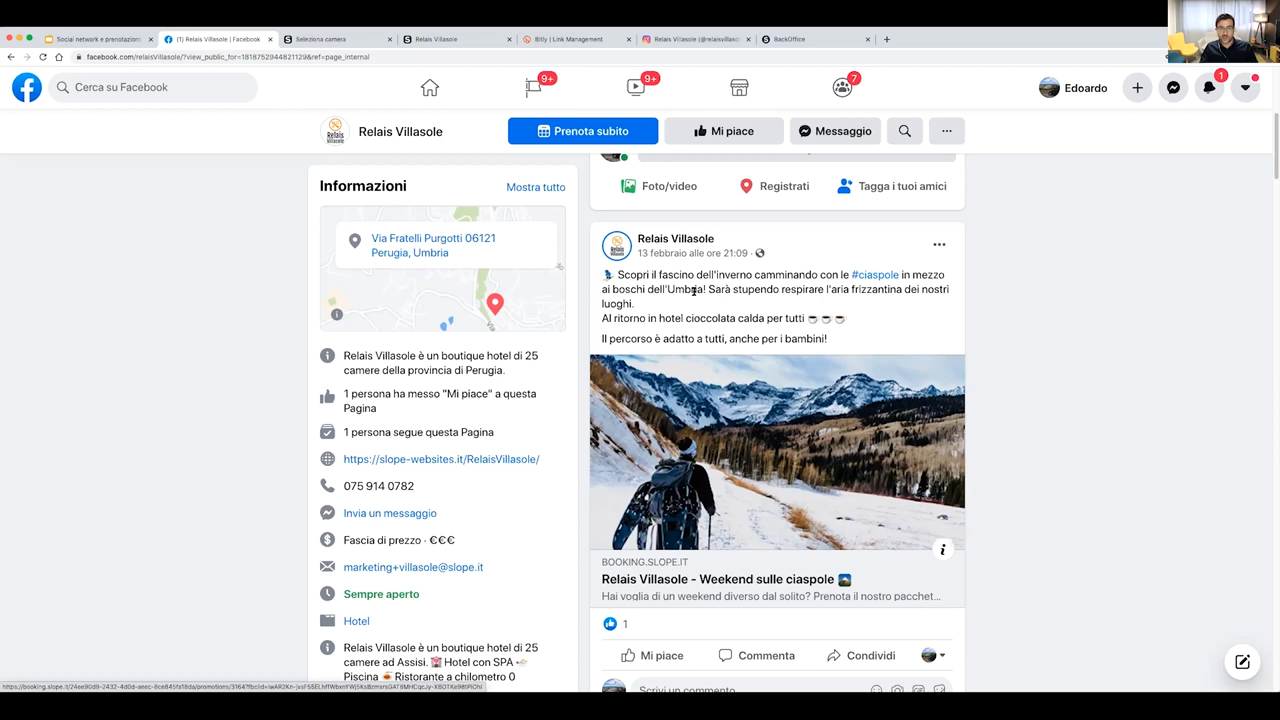 Social network e prenotazion
(1) Relais Villasole | Facebook
Seleziona camera
Relais Villasole
Bitly | Link Management
Relais Villasole (@relaisvillaso
BackOffice
facebook.com/relaisVillasole/?view_public_for=1818752944821129&ref=page_internal
Cerca su Facebook
9+
9+
7
Edoardo
1
Relais Villasole
Prenota subito
Mi piace
Messaggio
Informazioni
Mostra tutto
Via Fratelli Purgotti 06121
Perugia, Umbria
Relais Villasole è un boutique hotel di 25
camere della provincia di Perugia.
1 persona ha messo "Mi piace" a questa
Pagina
1 persona segue questa Pagina
https://slope-websites.it/RelaisVillasole/
075 914 0782
Invia un messaggio
Fascia di prezzo · €€€
marketing+villasole@slope.it
Sempre aperto
Hotel
Relais Villasole è un boutique hotel di 25
camere ad Assisi. 🏩 Hotel con SPA
Piscina Ristorante a chilometro 0
Foto/video
Registrati
Tagga i tuoi amici
Relais Villasole
13 febbraio alle ore 21:09 ·
Scopri il fascino dell'inverno camminando con le #ciaspole in mezzo
ai boschi dell'Umbria! Sarà stupendo respirare l'aria frizzantina dei nostri
luoghi.
Al ritorno in hotel cioccolata calda per tutti ☕☕☕
Il percorso è adatto a tutti, anche per i bambini!
BOOKING.SLOPE.IT
Relais Villasole - Weekend sulle ciaspole
Hai voglia di un weekend diverso dal solito? Prenota il nostro pacchet...
1
Mi piace
Commenta
Condividi
Scrivi un commento